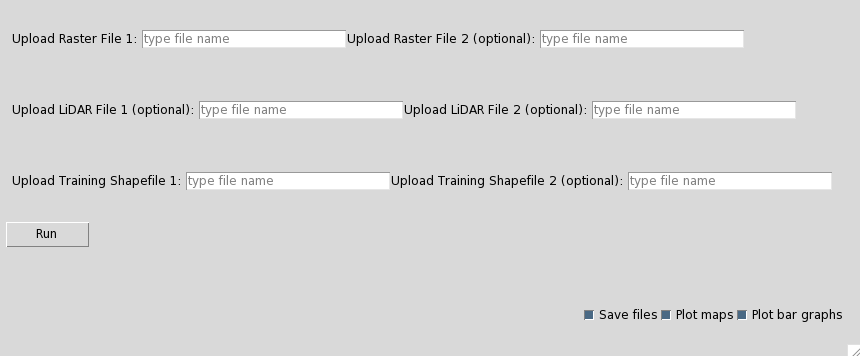 Upload Raster File 1: type file name Upload Raster File 2 (optional): type file name
Upload LiDAR File 1 (optional): type file name Upload LiDAR File 2 (optional): type file name
Upload Training Shapefile 1: type file name Upload Training Shapefile 2 (optional): type file name
Run
Save files Plot maps Plot bar graphs